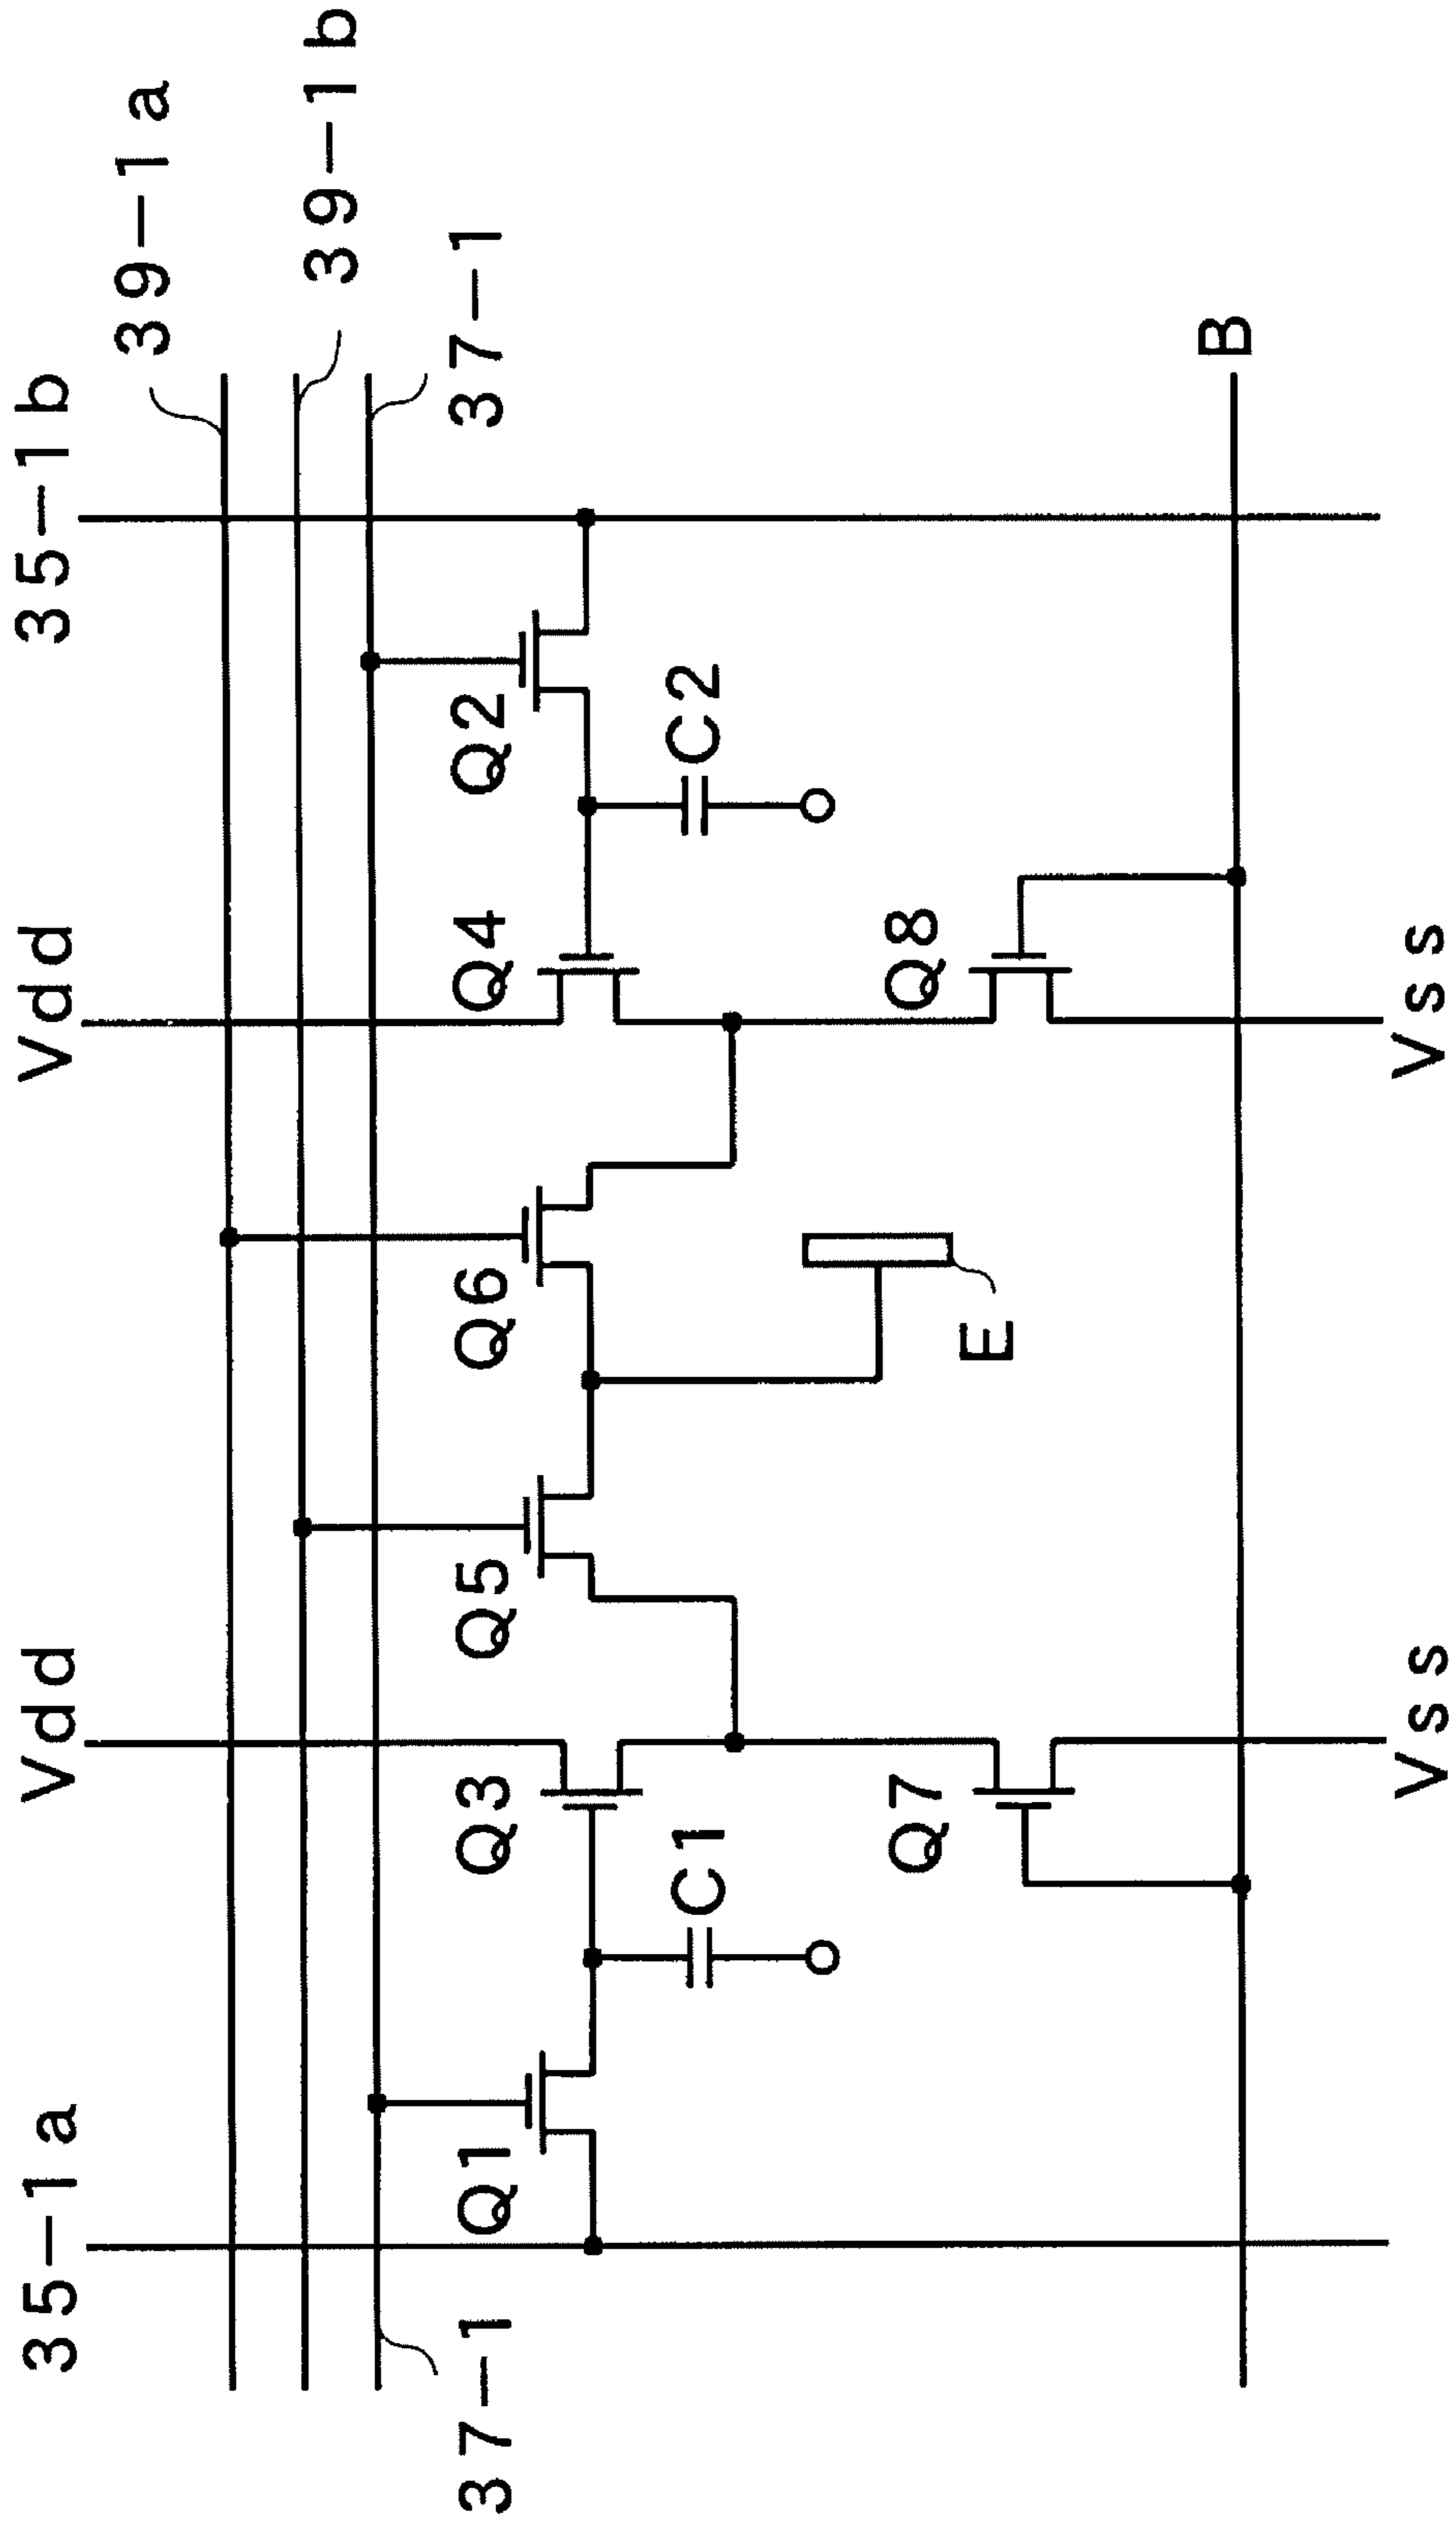 39-1a
39-1b
37-1
35-1a
Vdd
Vdd
35-1b
37-1
Q1
Q3
Q5
Q6
Q4
Q2
C1
C2
E
Q7
Q8
B
Vss
Vss